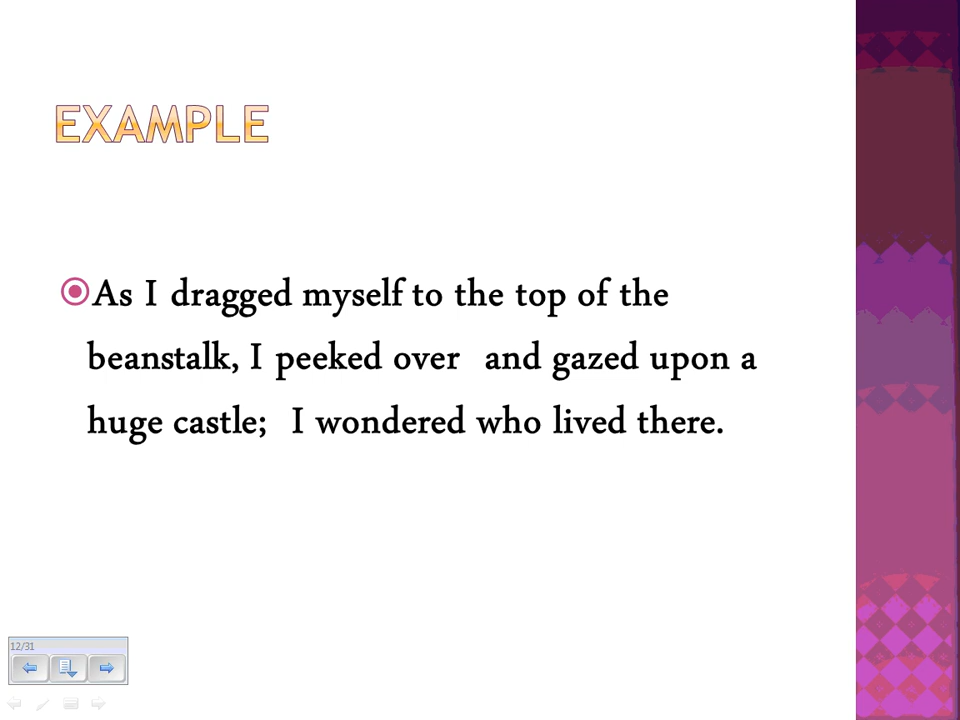 EXAMPLE
As I dragged myself to the top of the
beanstalk, I peeked over and gazed upon a
huge castle; I wondered who lived there.
12/31